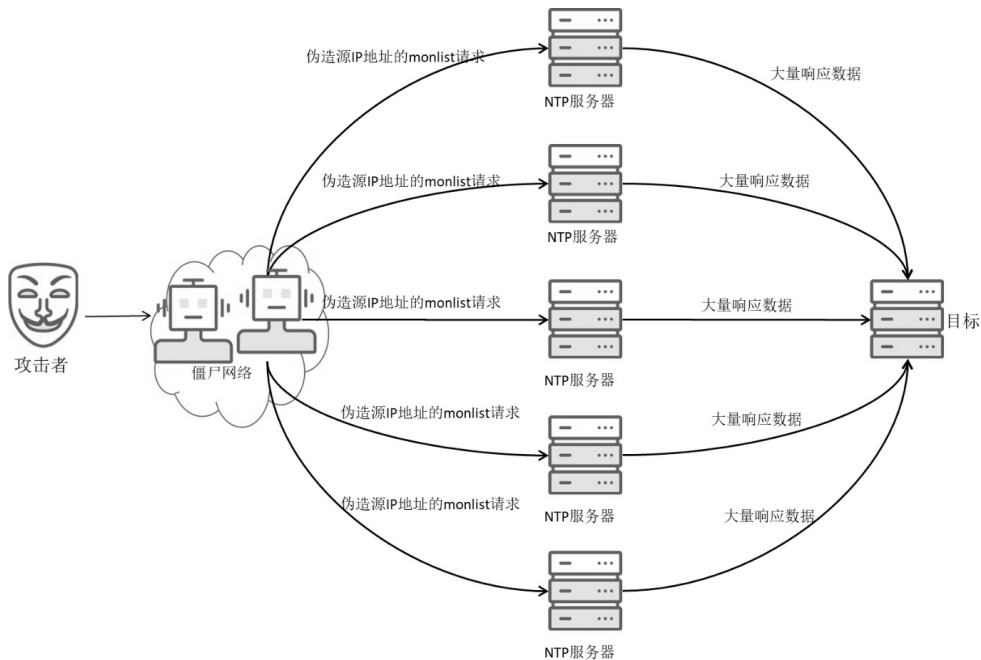 伪造源IP地址的monlist请求
大量响应数据
NTP服务器
伪造源IP地址的monlist请求
大量响应数据
NTP服务器
伪造源IP地址的monlist请求
大量响应数据
目标
攻击者
僵尸网络
NTP服务器
伪造源IP地址的monlist请求
大量响应数据
伪造源IP地址的monlist请求
NTP服务器
大量响应数据
NTP服务器